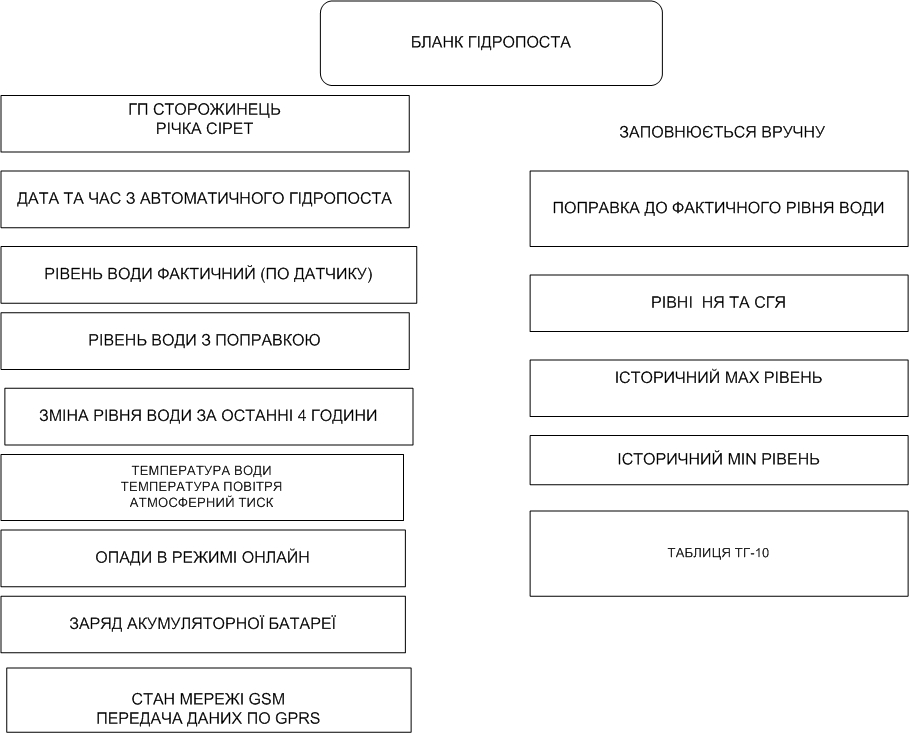 БЛАНК ГІДРОПОСТА
ГП СТОРОЖИНЕЦЬ
РІЧКА СІРЕТ
ДАТА ТА ЧАС З АВТОМАТИЧНОГО ГІДРОПОСТА
РІВЕНЬ ВОДИ ФАКТИЧНИЙ (ПО ДАТЧИКУ)
РІВЕНЬ ВОДИ З ПОПРАВКОЮ
ЗМІНА РІВНЯ ВОДИ ЗА ОСТАННІ 4 ГОДИНИ
ТЕМПЕРАТУРА ВОДИ
ТЕМПЕРАТУРА ПОВІТРЯ
АТМОСФЕРНИЙ ТИСК
ОПАДИ В РЕЖИМІ ОНЛАЙН
ЗАРЯД АКУМУЛЯТОРНОЇ БАТАРЕЇ
СТАН МЕРЕЖІ GSM
ПЕРЕДАЧА ДАНИХ ПО GPRS
ЗАПОВНЮЄТЬСЯ ВРУЧНУ
ПОПРАВКА ДО ФАКТИЧНОГО РІВНЯ ВОДИ
РІВНІ НЯ ТА СГЯ
ІСТОРИЧНИЙ MAX РІВЕНЬ
ІСТОРИЧНИЙ MIN РІВЕНЬ
ТАБЛИЦЯ ТГ-10